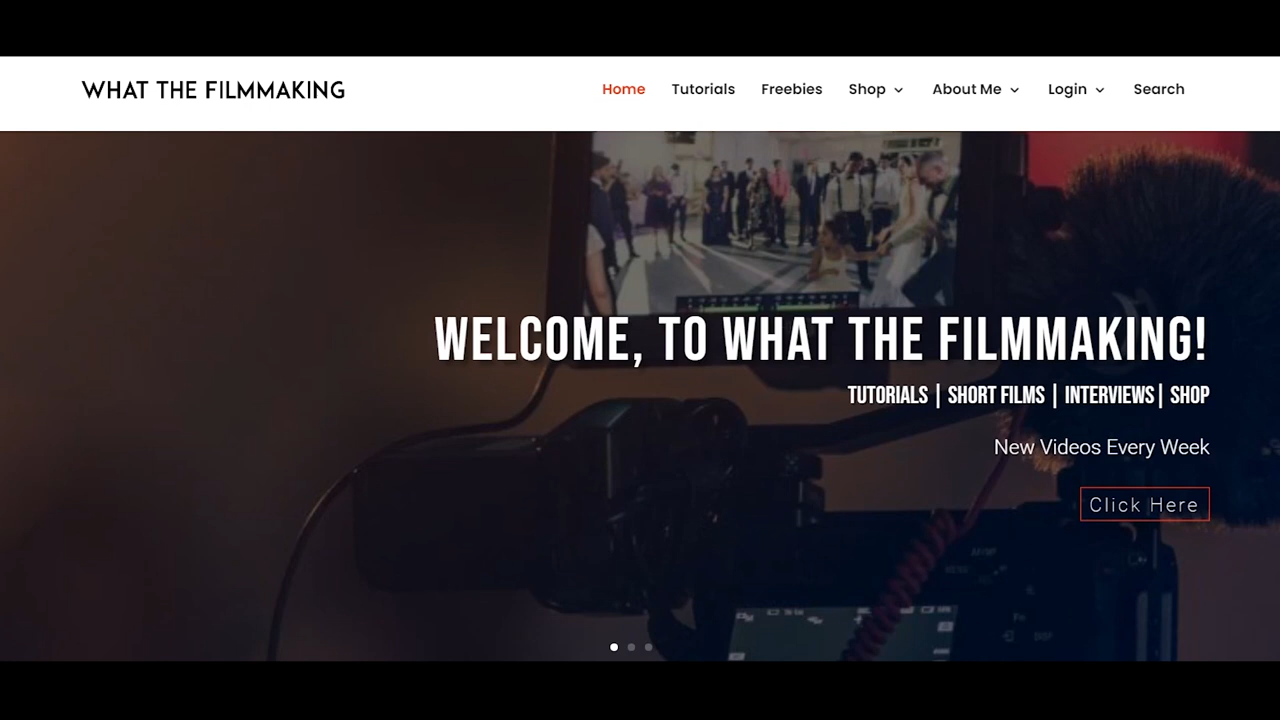 WHAT THE FILMMAKING
Home Tutorials Freebies Shop About Me Login Search
WELCOME, TO WHAT THE FILMMAKING!
TUTORIALS | SHORT FILMS | INTERVIEWS | SHOP
New Videos Every Week
Click Here